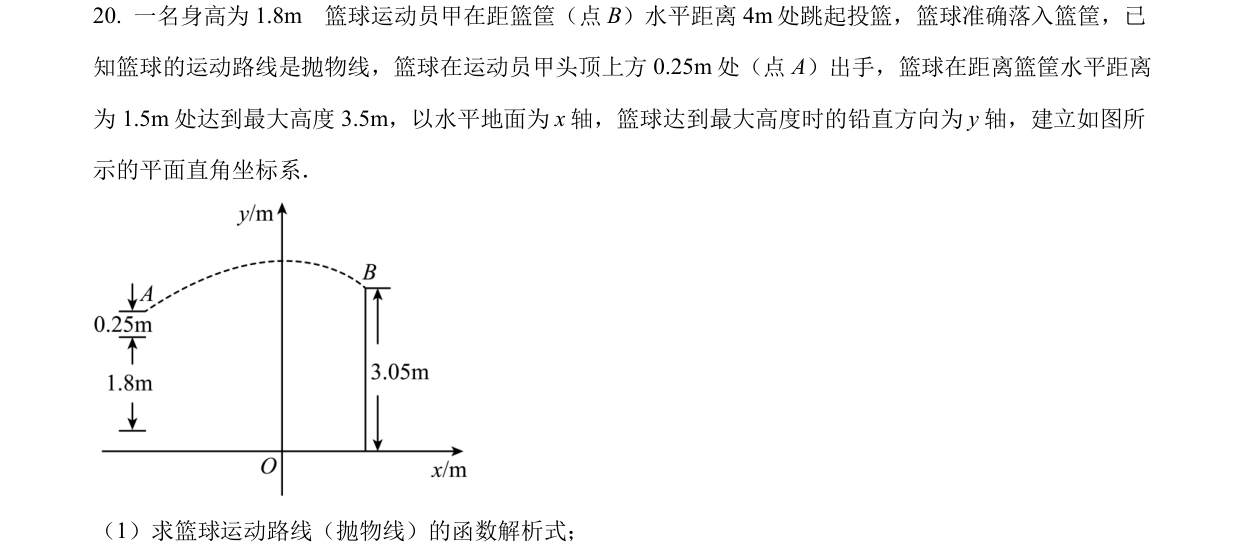 20. 一名身高为 1.8m 篮球运动员甲在距篮筐（点 B）水平距离 4m 处跳起投篮，篮球准确落入篮筐，已
知篮球的运动路线是抛物线，篮球在运动员甲头顶上方 0.25m 处（点 A）出手，篮球在距离篮筐水平距离
为 1.5m 处达到最大高度 3.5m，以水平地面为 x 轴，篮球达到最大高度时的铅直方向为 y 轴，建立如图所
示的平面直角坐标系．
y/m
B
A
0.25m
3.05m
1.8m
O
x/m
（1）求篮球运动路线（抛物线）的函数解析式；